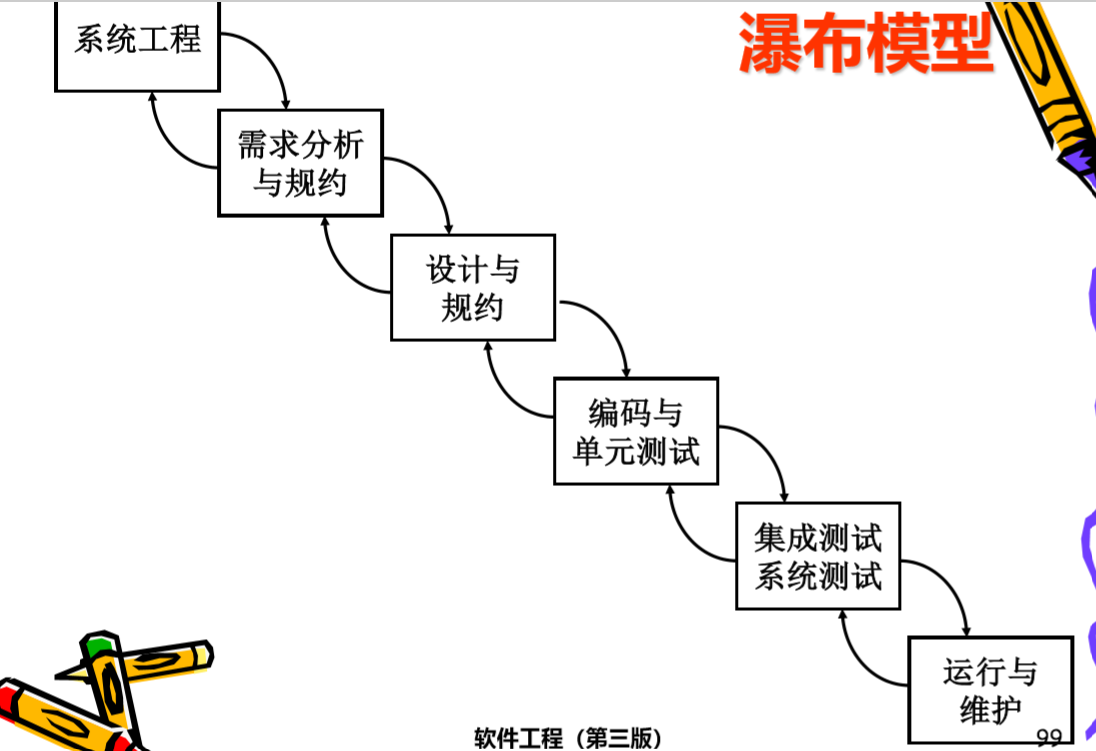 瀑布模型
系统工程
需求分析
与规约
设计与
规约
编码与
单元测试
集成测试
系统测试
运行与
维护
软件工程（第三版）
99